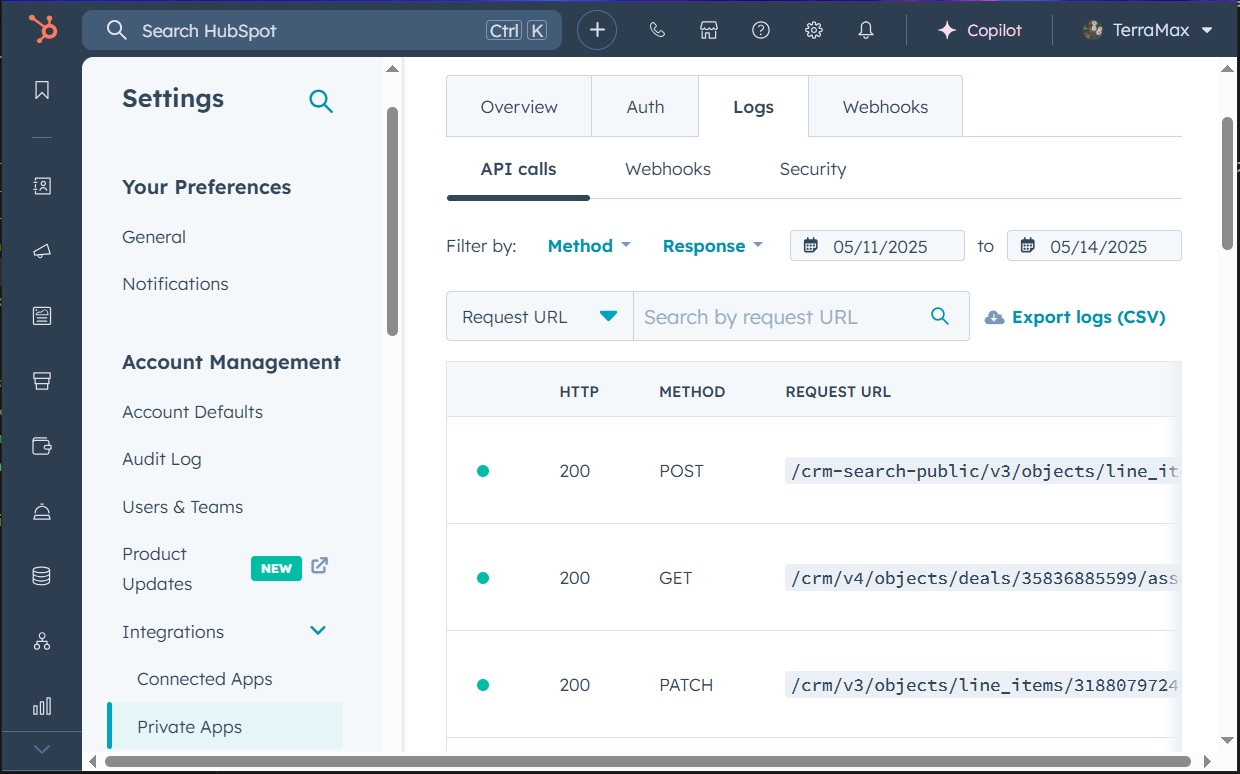 Search HubSpot Ctrl K Copilot TerraMax
Settings
Your Preferences
General
Notifications
Account Management
Account Defaults
Audit Log
Users & Teams
Product
Updates
NEW
Integrations
Connected Apps
Private Apps
Overview Auth Logs Webhooks
API calls Webhooks Security
Filter by: Method Response 05/11/2025 to 05/14/2025
Request URL Search by request URL Export logs (CSV)
HTTP METHOD REQUEST URL
200 POST /crm-search-public/v3/objects/line_it
200 GET /crm/v4/objects/deals/35836885599/ass
200 PATCH /crm/v3/objects/line_items/3188079724